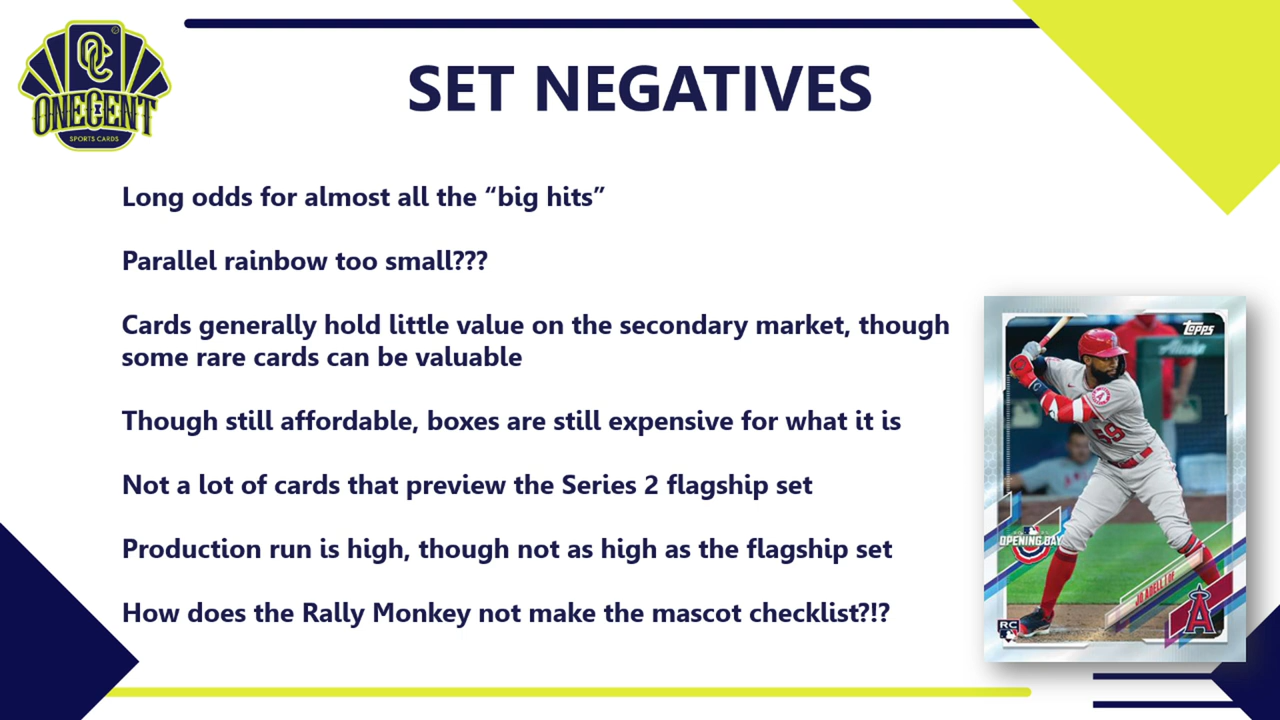 OC
ONECENT
SPORTS CARDS
SET NEGATIVES
Long odds for almost all the “big hits”
Parallel rainbow too small???
Cards generally hold little value on the secondary market, though
some rare cards can be valuable
Though still affordable, boxes are still expensive for what it is
Not a lot of cards that preview the Series 2 flagship set
Production run is high, though not as high as the flagship set
How does the Rally Monkey not make the mascot checklist?!?
Topps
59
OPENING DAY
JO ADELL | OF
A
RC